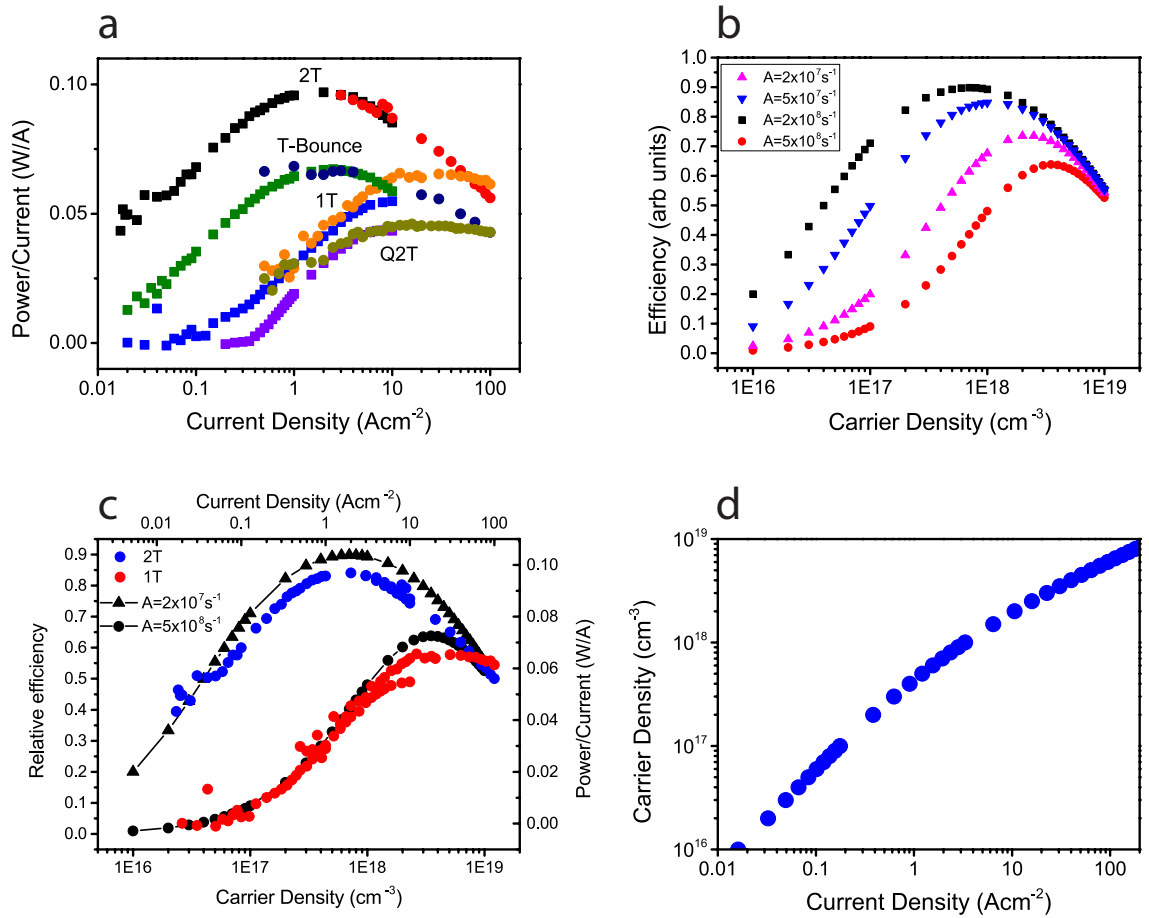 a
0.10
0.05
0.00
Power/Current (W/A)
2T
T-Bounce
1T
Q2T
0.01 0.1 1 10 100
Current Density (Acm⁻²)
b
1.0
0.9
0.8
0.7
0.6
0.5
0.4
0.3
0.2
0.1
0.0
Efficiency (arb units)
A=2x10⁷s⁻¹
A=5x10⁷s⁻¹
A=2x10⁸s⁻¹
A=5x10⁸s⁻¹
1E16 1E17 1E18 1E19
Carrier Density (cm⁻³)
c
Current Density (Acm⁻²)
0.01 0.1 1 10 100
0.9
0.8
0.7
0.6
0.5
0.4
0.3
0.2
0.1
0.0
Relative efficiency
2T
1T
A=2x10⁷s⁻¹
A=5x10⁸s⁻¹
0.10
0.08
0.06
0.04
0.02
0.00
Power/Current (W/A)
1E16 1E17 1E18 1E19
Carrier Density (cm⁻³)
d
10¹⁹
10¹⁸
10¹⁷
10¹⁶
Carrier Density (cm⁻³)
0.01 0.1 1 10 100
Current Density (Acm⁻²)